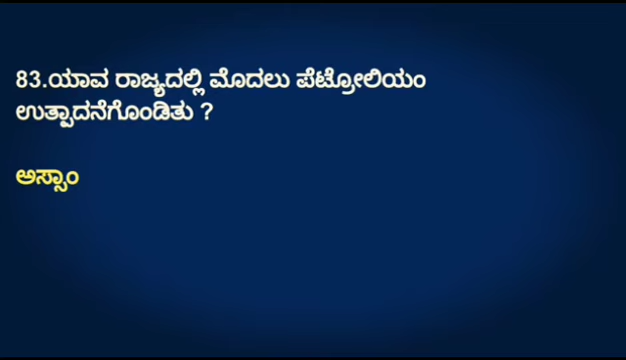 83.ಯಾವ ರಾಜ್ಯದಲ್ಲಿ ಮೊದಲು ಪೆಟ್ರೋಲಿಯಂ
ಉತ್ಪಾದನೆಗೊಂಡಿತು ?
ಅಸ್ಸಾಂ